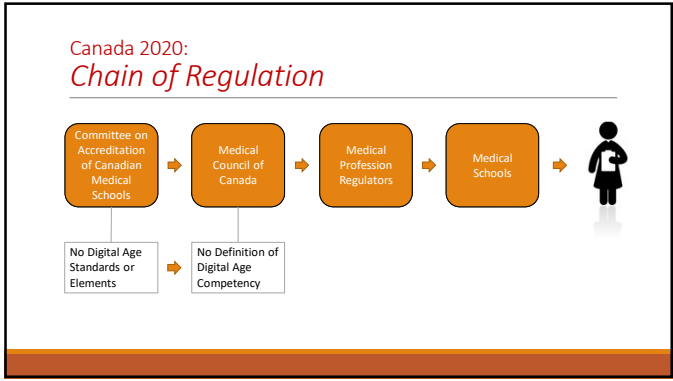 Canada 2020:
Chain of Regulation
Committee on
Accreditation
of Canadian
Medical
Schools
Medical
Council of
Canada
Medical
Profession
Regulators
Medical
Schools
No Digital Age
Standards or
Elements
No Definition of
Digital Age
Competency